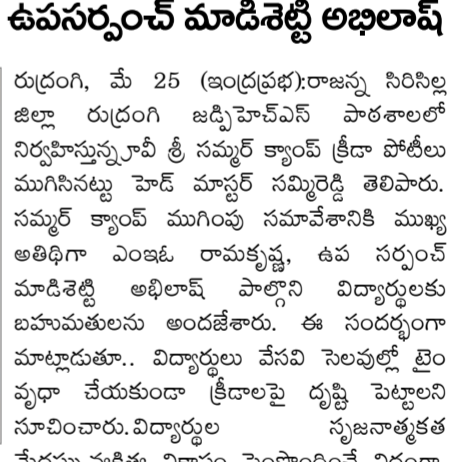 ఉపసర్పంచ్ మాడిశెట్టి అభిలాష్
రుద్రంగి, మే 25 (ఇంద్రప్రభ):రాజన్న సిరిసిల్ల
జిల్లా రుద్రంగి జడ్పిహెచ్ఎస్ పాఠశాలలో
నిర్వహిస్తున్నూవీ శ్రీ సమ్మర్ క్యాంప్ క్రీడా పోటీలు
ముగిసినట్టు హెడ్ మాస్టర్ సమ్మిరెడ్డి తెలిపారు.
సమ్మర్ క్యాంప్ ముగింపు సమావేశానికి ముఖ్య
అతిథిగా ఎంఇఓ రామకృష్ణ, ఉప సర్పంచ్
మాడిశెట్టి అభిలాష్ పాల్గొని విద్యార్థులకు
బహుమతులను అందజేశారు. ఈ సందర్భంగా
మాట్లాడుతూ.. విద్యార్థులు వేసవి సెలవుల్లో టైం
వృధా చేయకుండా క్రీడాలపై దృష్టి పెట్టాలని
సూచించారు.విద్యార్థుల సృజనాత్మకత